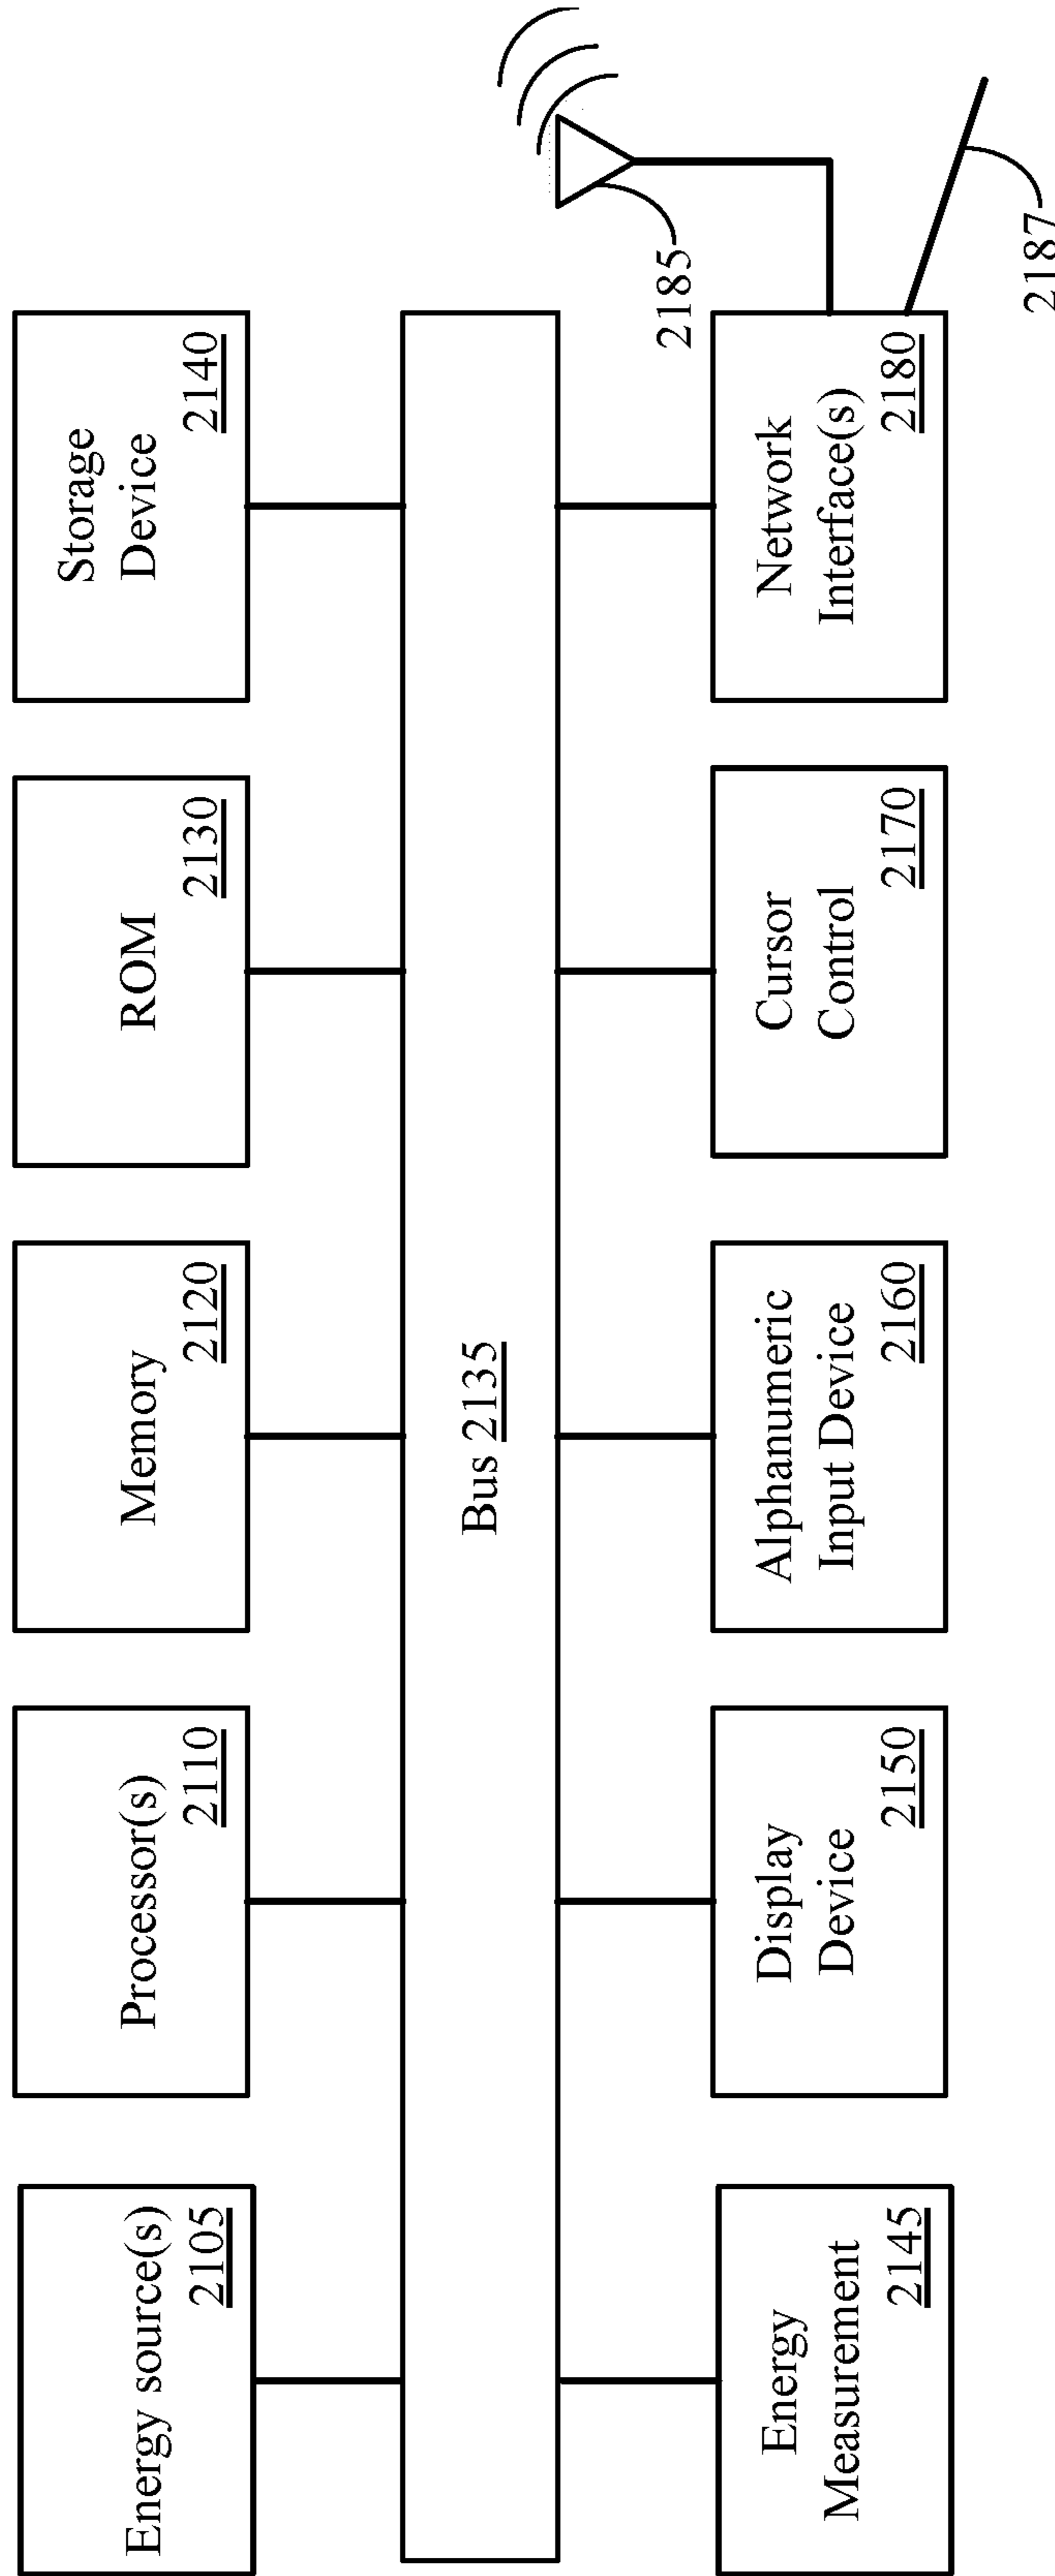 Energy source(s)
2105
Processor(s)
2110
Memory
2120
ROM
2130
Storage
Device
2140
Bus 2135
Energy
Measurement
2145
Display
Device
2150
Alphanumeric
Input Device
2160
Cursor
Control
2170
Network
Interface(s)
2180
2185
2187